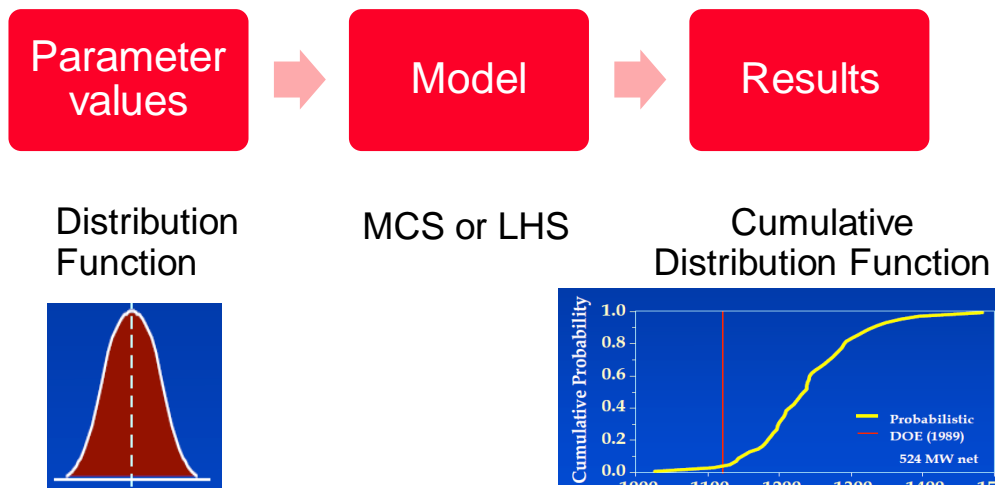 Parameter
values
Model
Results
Distribution
Function
MCS or LHS
Cumulative
Distribution Function
Cumulative Probability
1.0
0.8
0.6
0.4
0.2
0.0
Probabilistic
DOE (1989)
524 MW net